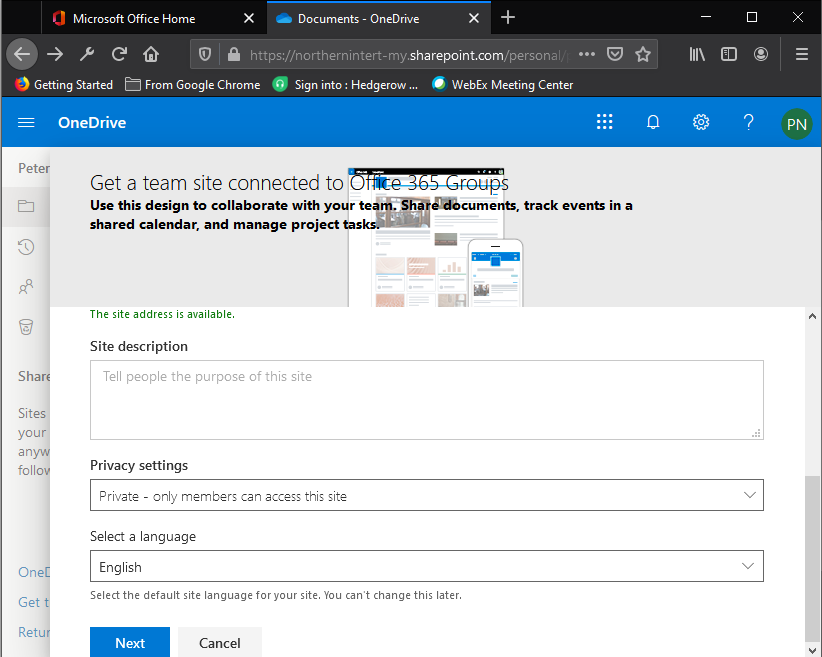 Microsoft Office Home
Documents - OneDrive
https://northernintert-my.sharepoint.com/personal/
Getting Started
From Google Chrome
Sign into : Hedgerow ...
WebEx Meeting Center
OneDrive
PN
Peter
Get a team site connected to Office 365 Groups
Use this design to collaborate with your team. Share documents, track events in a
shared calendar, and manage project tasks.
The site address is available.
Site description
Tell people the purpose of this site
Privacy settings
Private - only members can access this site
Select a language
English
Select the default site language for your site. You can't change this later.
Next
Cancel
Share
Sites
your
anyw
follow
OneD
Get t
Retur